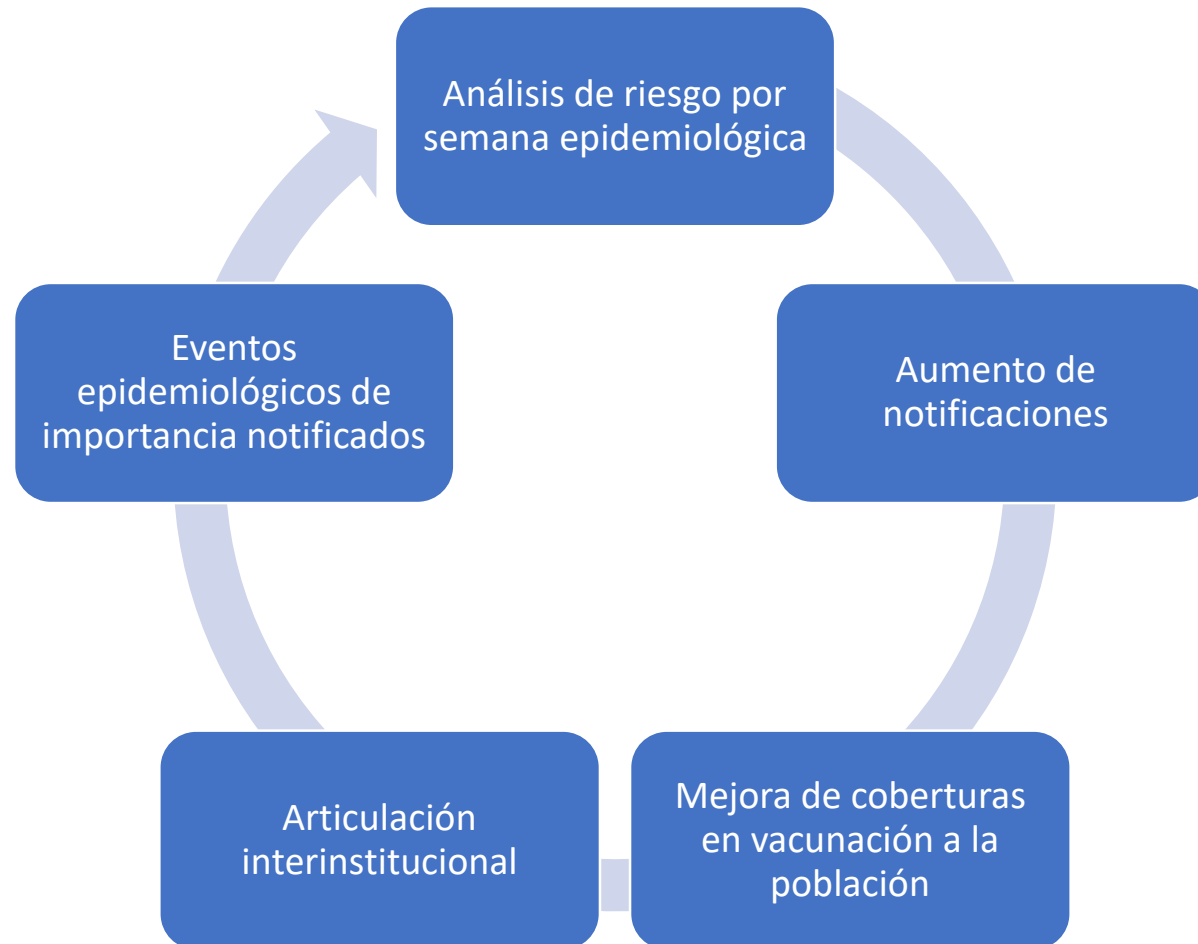 Análisis de riesgo por
semana epidemiológica
Aumento de
notificaciones
Mejora de coberturas
en vacunación a la
población
Articulación
interinstitucional
Eventos
epidemiológicos de
importancia notificados